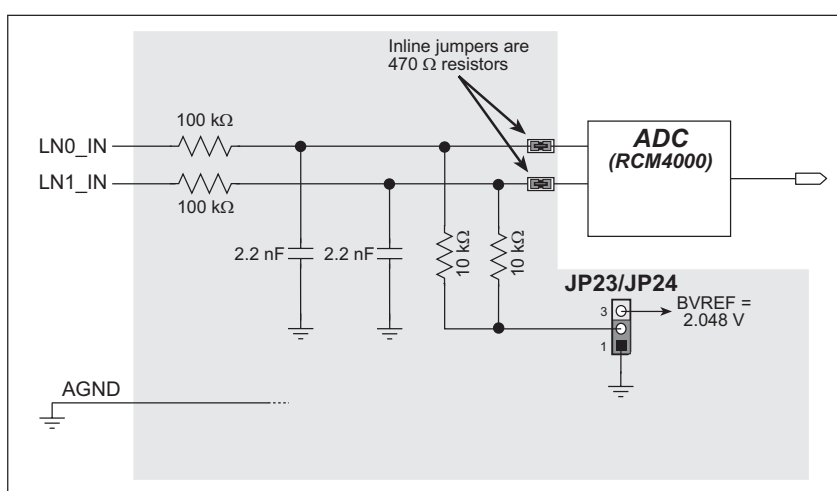 Inline jumpers are
470 Ω resistors
100 kΩ
LN0_IN
ADC
(RCM4000)
LN1_IN
100 kΩ
2.2 nF
2.2 nF
10 kΩ
10 kΩ
JP23/JP24
3
BVREF =
2.048 V
1
AGND